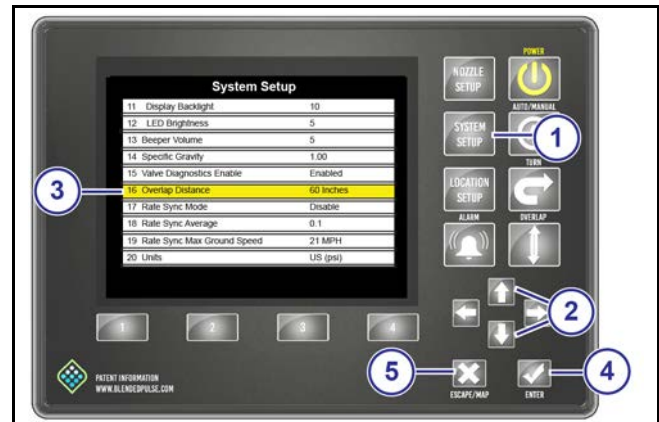 POWER
NOZZLE
SETUP
AUTO/MANUAL
System Setup
11 Display Backlight 10
12 LED Brightness 5
13 Beeper Volume 5
14 Specific Gravity 1.00
15 Valve Diagnostics Enable Enabled
16 Overlap Distance 60 Inches
17 Rate Sync Mode Disable
18 Rate Sync Average 0.1
19 Rate Sync Max Ground Speed 21 MPH
20 Units US (psi)
SYSTEM
SETUP
1
TURN
3
LOCATION
SETUP
ALARM
OVERLAP
2
1 2 3 4
5
4
ESCAPE/MAP
ENTER
PATENT INFORMATION
WWW.BLENDEDPULSE.COM